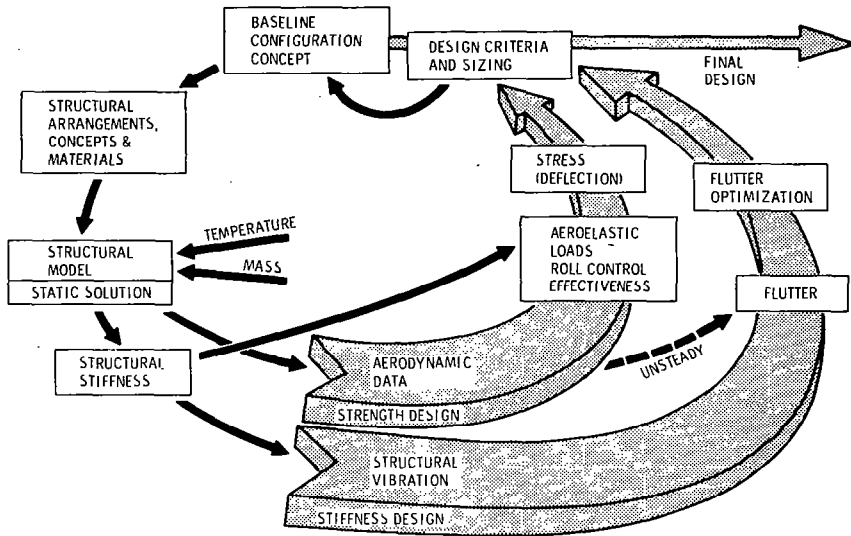 BASELINE
CONFIGURATION
CONCEPT
DESIGN CRITERIA
AND SIZING
FINAL
DESIGN
STRUCTURAL
ARRANGEMENTS,
CONCEPTS &
MATERIALS
STRESS
(DEFLECTION)
FLUTTER
OPTIMIZATION
TEMPERATURE
MASS
STRUCTURAL
MODEL
STATIC SOLUTION
AEROELASTIC
LOADS
ROLL CONTROL
EFFECTIVENESS
FLUTTER
STRUCTURAL
STIFFNESS
AERODYNAMIC
DATA
UNSTEADY
STRENGTH DESIGN
STRUCTURAL
VIBRATION
STIFFNESS DESIGN